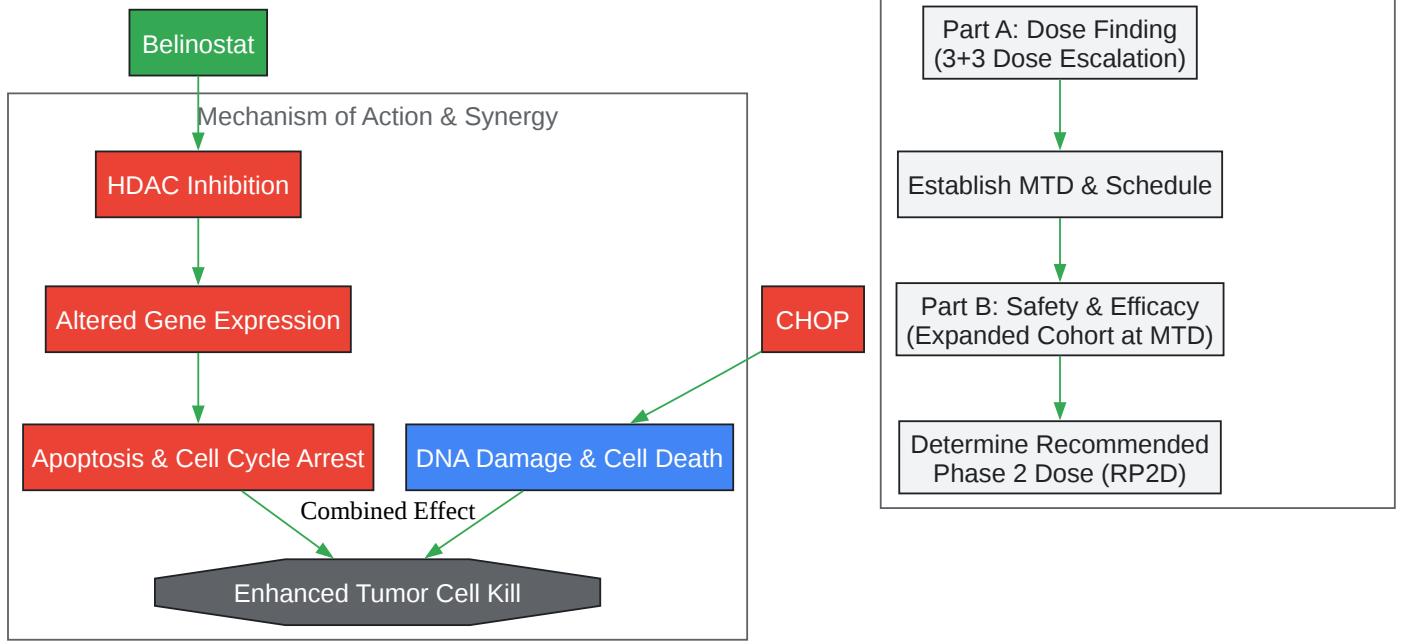 Belinostat
Mechanism of Action & Synergy
HDAC Inhibition
Altered Gene Expression
CHOP
Apoptosis & Cell Cycle Arrest
DNA Damage & Cell Death
Combined Effect
Enhanced Tumor Cell Kill
Part A: Dose Finding
(3+3 Dose Escalation)
Establish MTD & Schedule
Part B: Safety & Efficacy
(Expanded Cohort at MTD)
Determine Recommended
Phase 2 Dose (RP2D)